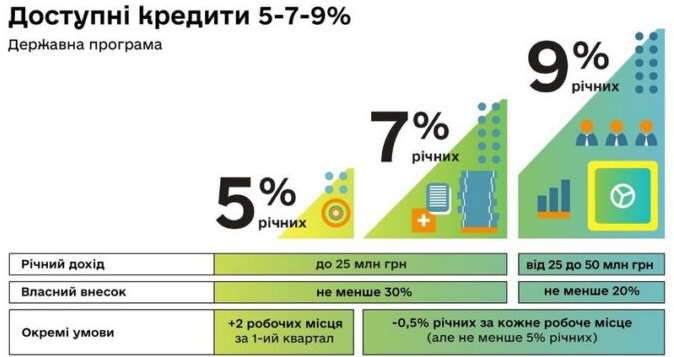 Доступні кредити 5-7-9%
Державна програма
5%
річних
7%
річних
9%
річних
Річний дохід
до 25 млн грн
від 25 до 50 млн грн
Власний внесок
не менше 30%
не менше 20%
Окремі умови
+2 робочих місця
за 1-ий квартал
-0,5% річних за кожне робоче місце
(але не менше 5% річних)